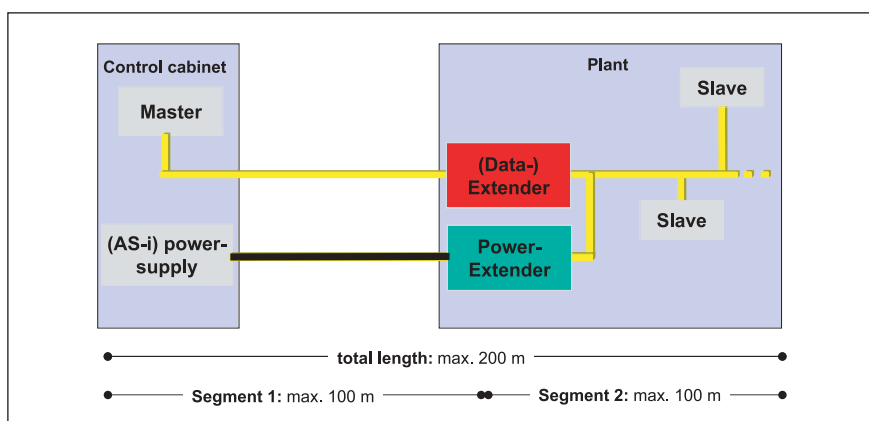 Control cabinet
Plant
Master
Slave
(Data-)
Extender
Slave
(AS-i) power-
supply
Power-
Extender
total length: max. 200 m
Segment 1: max. 100 m
Segment 2: max. 100 m